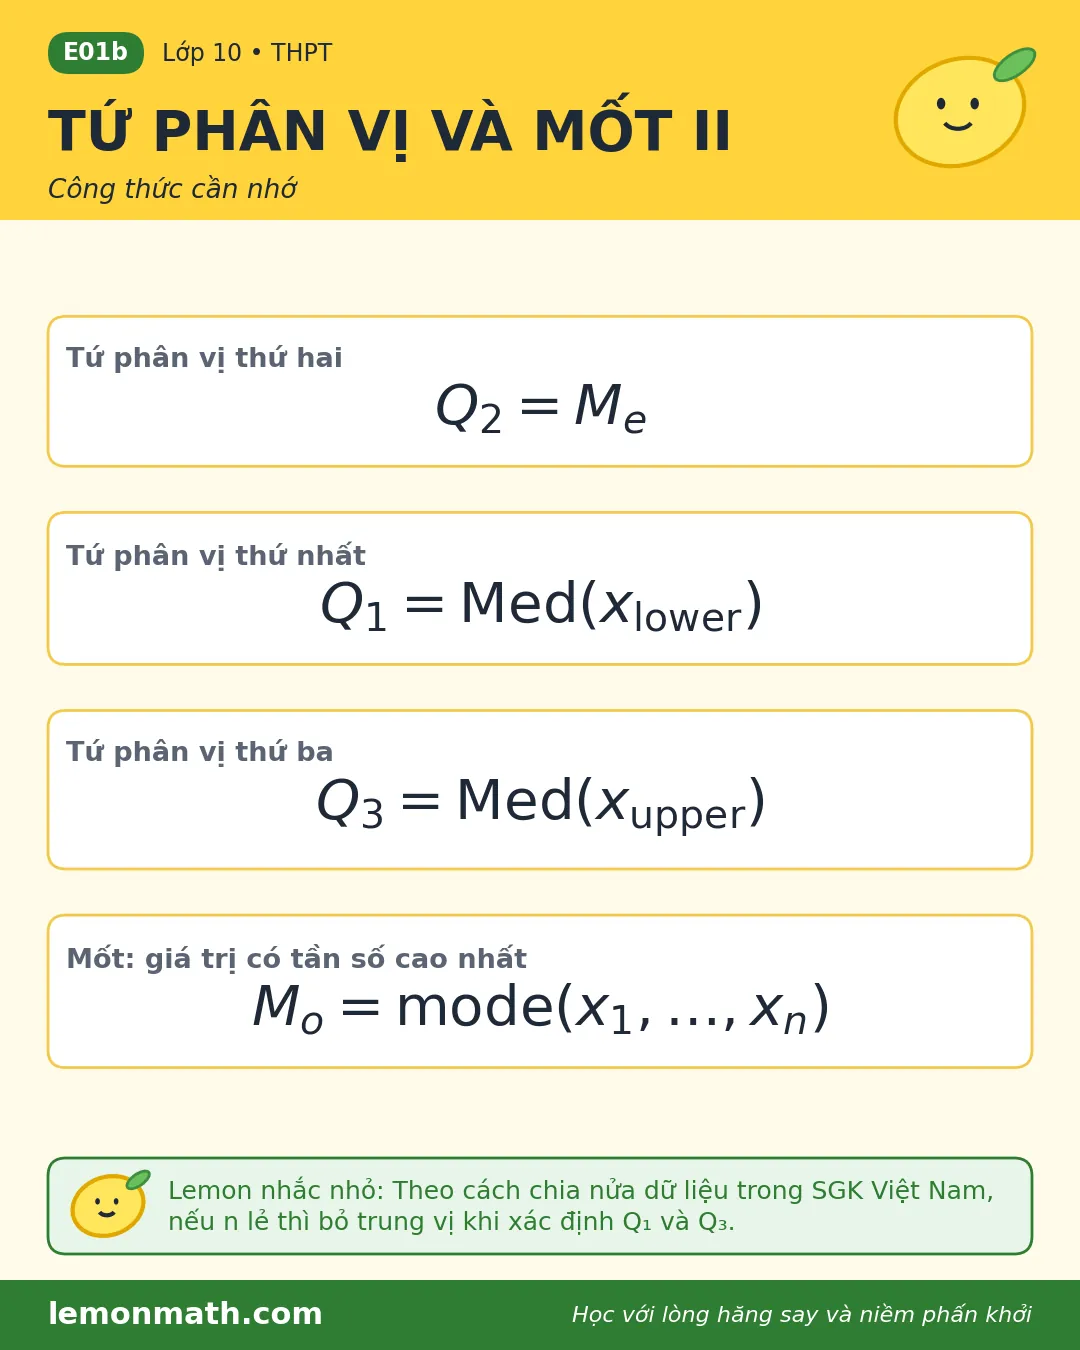 E01b Lớp 10 • THPT
TỨ PHÂN VỊ VÀ MỐT II
Công thức cần nhớ
Tứ phân vị thứ hai
Q₂ = Mₑ
Tứ phân vị thứ nhất
Q₁ = Med(x_lower)
Tứ phân vị thứ ba
Q₃ = Med(x_upper)
Mốt: giá trị có tần số cao nhất
Mₒ = mode(x₁, …, xₙ)
Lemon nhắc nhỏ: Theo cách chia nửa dữ liệu trong SGK Việt Nam,
nếu n lẻ thì bỏ trung vị khi xác định Q₁ và Q₃.
lemonmath.com
Học với lòng hăng say và niềm phấn khởi